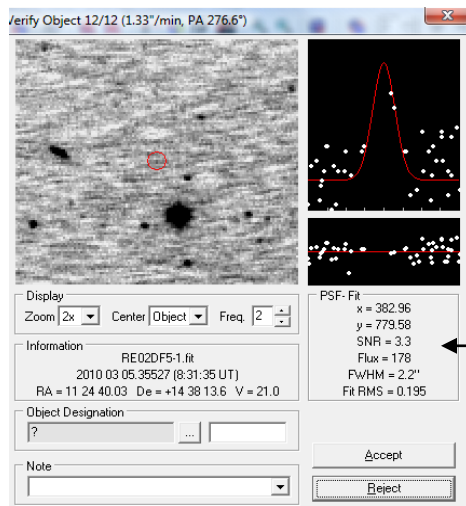 Verify Object 12/12 (1.33"/min, PA 276.6°)
Display
Zoom 2x Center Object Freq. 2
Information
RE02DF5-1.fit
2010 03 05.35527 (8:31:35 UT)
RA = 11 24 40.03 De = +14 38 13.6 V = 21.0
Object Designation
? ...
Note
PSF-Fit
x = 382.96
y = 779.58
SNR = 3.3
Flux = 178
FWHM = 2.2"
Fit RMS = 0.195
Accept
Reject